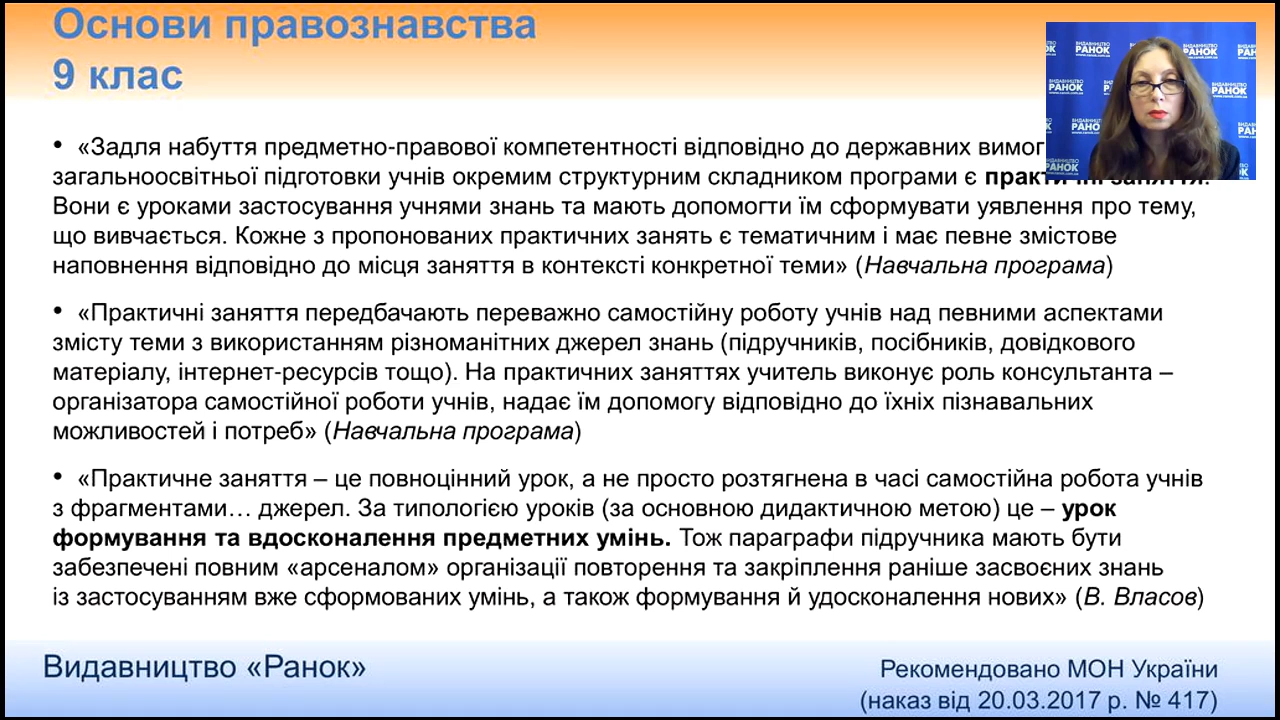 Основи правознавства
9 клас
• «Задля набуття предметно-правової компетентності відповідно до державних вимог
загальноосвітньої підготовки учнів окремим структурним складником програми є практичні заняття.
Вони є уроками застосування учнями знань та мають допомогти їм сформувати уявлення про тему,
що вивчається. Кожне з пропонованих практичних занять є тематичним і має певне змістове
наповнення відповідно до місця заняття в контексті конкретної теми» (Навчальна програма)
• «Практичні заняття передбачають переважно самостійну роботу учнів над певними аспектами
змісту теми з використанням різноманітних джерел знань (підручників, посібників, довідкового
матеріалу, інтернет-ресурсів тощо). На практичних заняттях учитель виконує роль консультанта –
організатора самостійної роботи учнів, надає їм допомогу відповідно до їхніх пізнавальних
можливостей і потреб» (Навчальна програма)
• «Практичне заняття – це повноцінний урок, а не просто розтягнена в часі самостійна робота учнів
з фрагментами… джерел. За типологією уроків (за основною дидактичною метою) це – урок
формування та вдосконалення предметних умінь. Тож параграфи підручника мають бути
забезпечені повним «арсеналом» організації повторення та закріплення раніше засвоєних знань
із застосуванням вже сформованих умінь, а також формування й удосконалення нових» (В. Власов)
Видавництво «Ранок»
Рекомендовано МОН України
(наказ від 20.03.2017 р. № 417)
ВИДАВНИЦТВО
РАНОК
www.ranok.com.ua